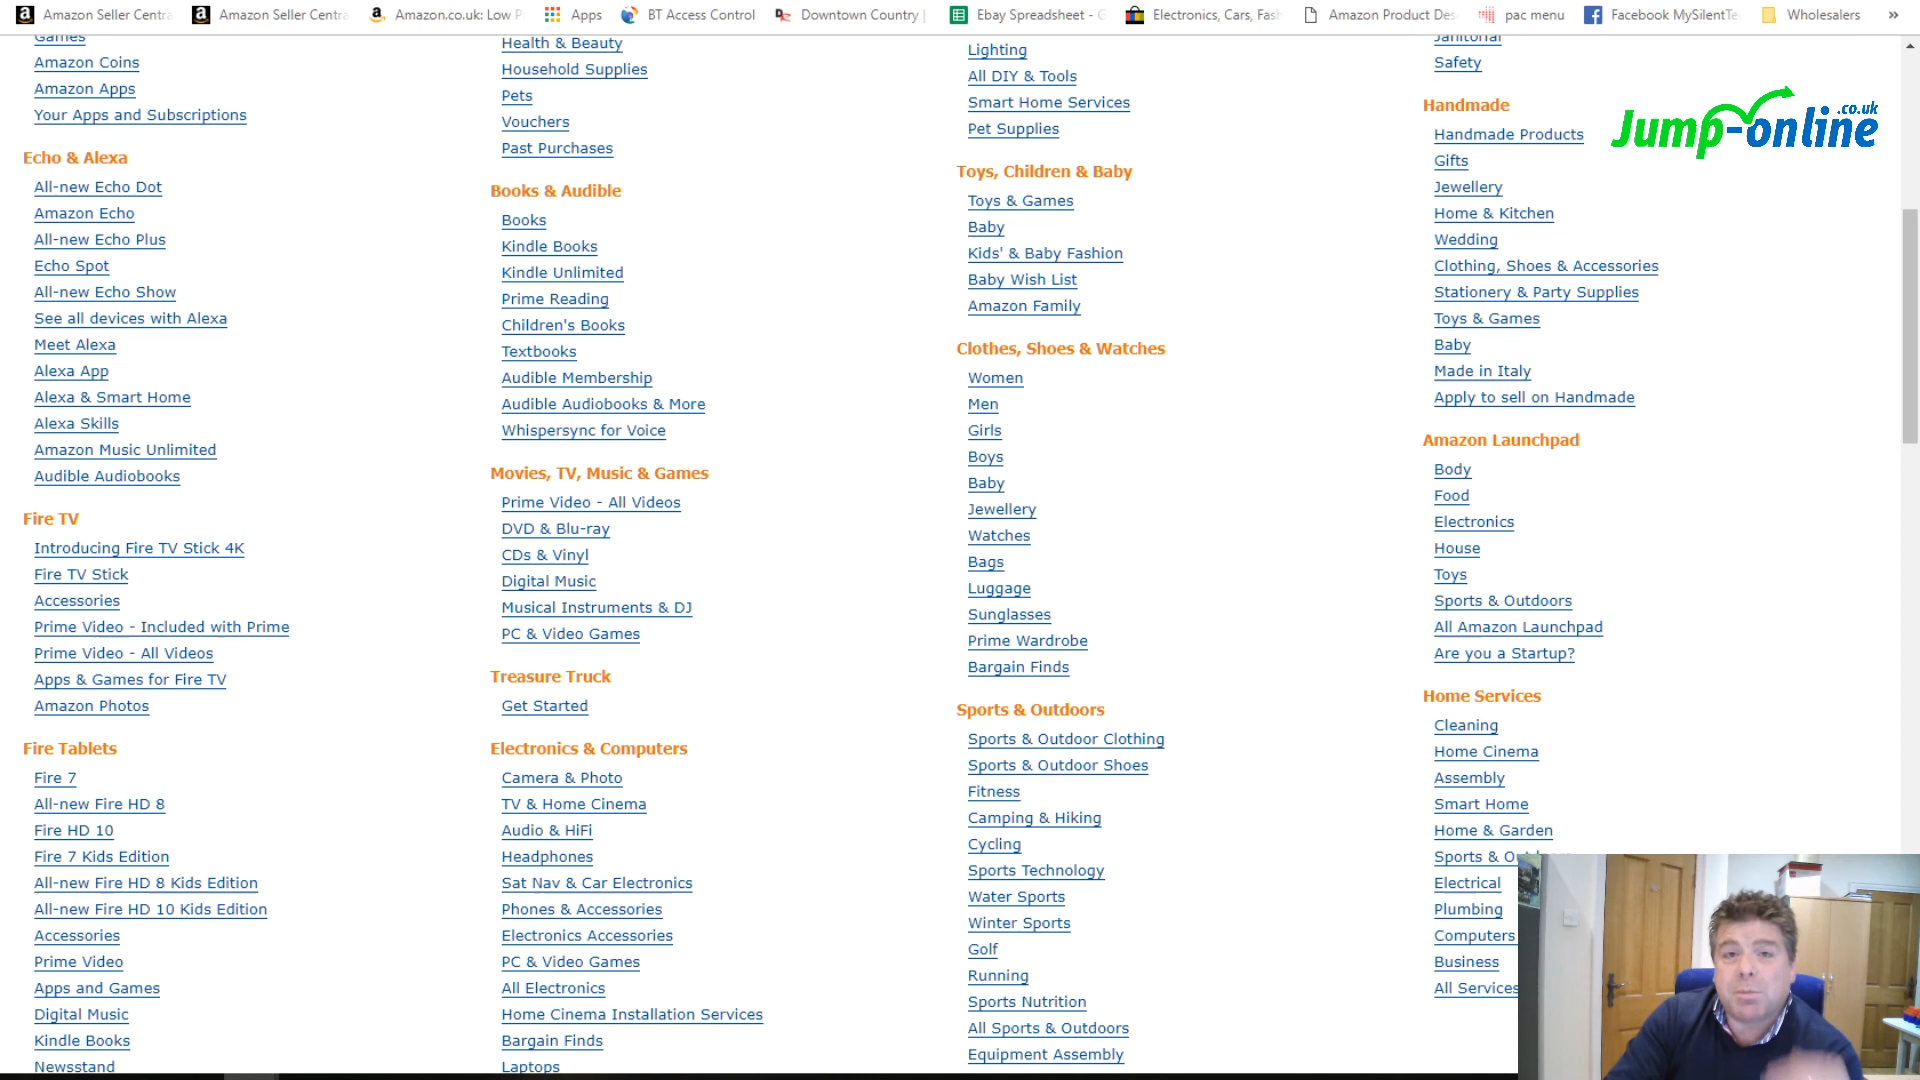 Amazon Seller Centra
Amazon Seller Centra
Amazon.co.uk: Low P
Apps
BT Access Control
Downtown Country |
Ebay Spreadsheet - G
Electronics, Cars, Fash
Amazon Product Des
pac menu
Facebook MySilentTe
Wholesalers
»
Games
Amazon Coins
Amazon Apps
Your Apps and Subscriptions
Echo & Alexa
All-new Echo Dot
Amazon Echo
All-new Echo Plus
Echo Spot
All-new Echo Show
See all devices with Alexa
Meet Alexa
Alexa App
Alexa & Smart Home
Alexa Skills
Amazon Music Unlimited
Audible Audiobooks
Fire TV
Introducing Fire TV Stick 4K
Fire TV Stick
Accessories
Prime Video - Included with Prime
Prime Video - All Videos
Apps & Games for Fire TV
Amazon Photos
Fire Tablets
Fire 7
All-new Fire HD 8
Fire HD 10
Fire 7 Kids Edition
All-new Fire HD 8 Kids Edition
All-new Fire HD 10 Kids Edition
Accessories
Prime Video
Apps and Games
Digital Music
Kindle Books
Newsstand
Health & Beauty
Household Supplies
Pets
Vouchers
Past Purchases
Books & Audible
Books
Kindle Books
Kindle Unlimited
Prime Reading
Children's Books
Textbooks
Audible Membership
Audible Audiobooks & More
Whispersync for Voice
Movies, TV, Music & Games
Prime Video - All Videos
DVD & Blu-ray
CDs & Vinyl
Digital Music
Musical Instruments & DJ
PC & Video Games
Treasure Truck
Get Started
Electronics & Computers
Camera & Photo
TV & Home Cinema
Audio & HiFi
Headphones
Sat Nav & Car Electronics
Phones & Accessories
Electronics Accessories
PC & Video Games
All Electronics
Home Cinema Installation Services
Bargain Finds
Laptops
Lighting
All DIY & Tools
Smart Home Services
Pet Supplies
Toys, Children & Baby
Toys & Games
Baby
Kids' & Baby Fashion
Baby Wish List
Amazon Family
Clothes, Shoes & Watches
Women
Men
Girls
Boys
Baby
Jewellery
Watches
Bags
Luggage
Sunglasses
Prime Wardrobe
Bargain Finds
Sports & Outdoors
Sports & Outdoor Clothing
Sports & Outdoor Shoes
Fitness
Camping & Hiking
Cycling
Sports Technology
Water Sports
Winter Sports
Golf
Running
Sports Nutrition
All Sports & Outdoors
Equipment Assembly
Janitorial
Safety
Handmade
Handmade Products
Gifts
Jewellery
Home & Kitchen
Wedding
Clothing, Shoes & Accessories
Stationery & Party Supplies
Toys & Games
Baby
Made in Italy
Apply to sell on Handmade
Amazon Launchpad
Body
Food
Electronics
House
Toys
Sports & Outdoors
All Amazon Launchpad
Are you a Startup?
Home Services
Cleaning
Home Cinema
Assembly
Smart Home
Home & Garden
Sports & O
Electrical
Plumbing
Computers
Business
All Services
Jump-online.co.uk